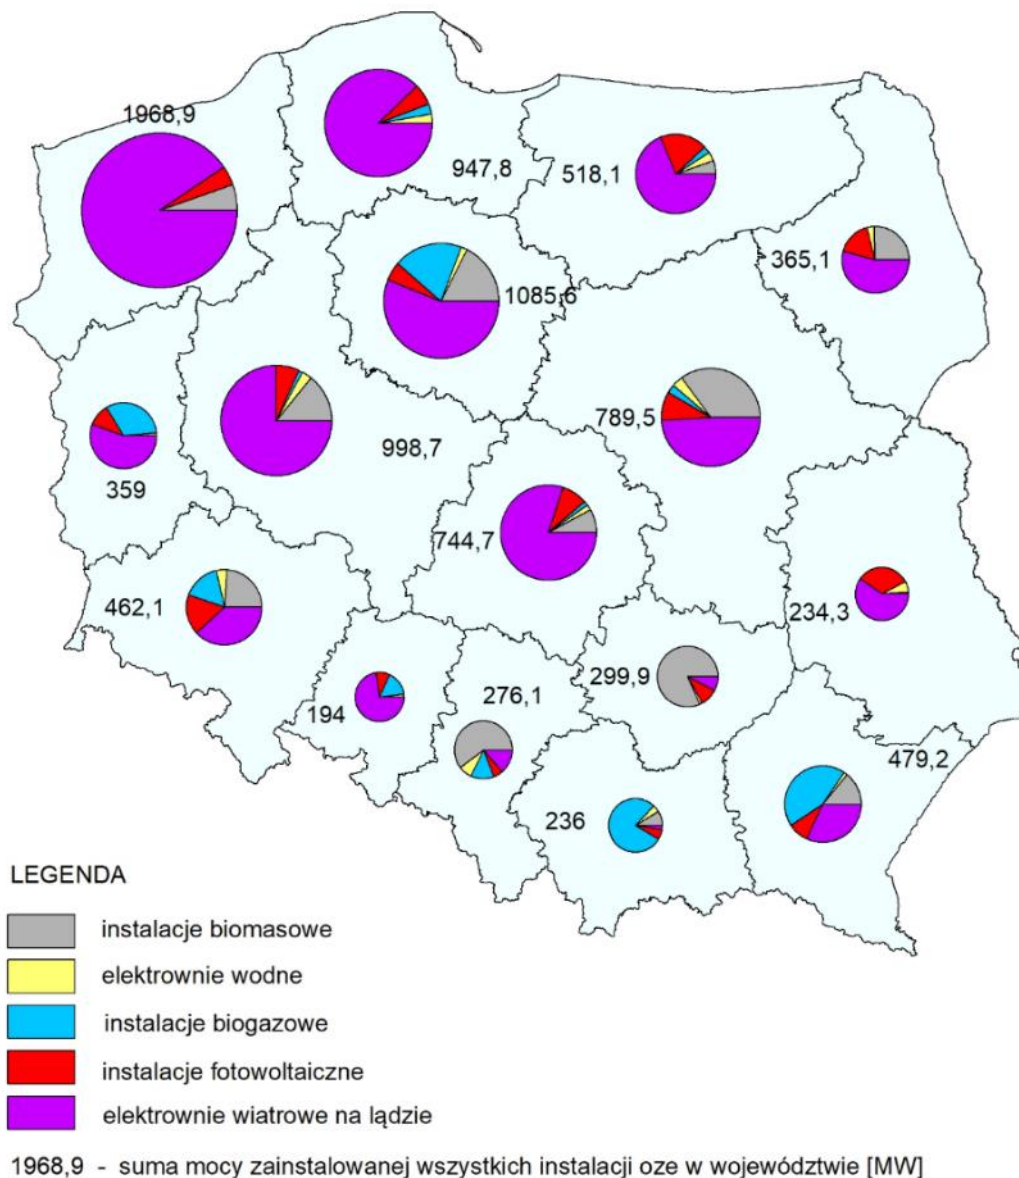 1968,9
947,8
518,1
365,1
1085,6
789,5
998,7
359
744,7
462,1
234,3
299,9
276,1
194
479,2
236
LEGENDA
instalacje biomasowe
elektrownie wodne
instalacje biogazowe
instalacje fotowoltaiczne
elektrownie wiatrowe na lądzie
1968,9 - suma mocy zainstalowanej wszystkich instalacji oze w województwie [MW]